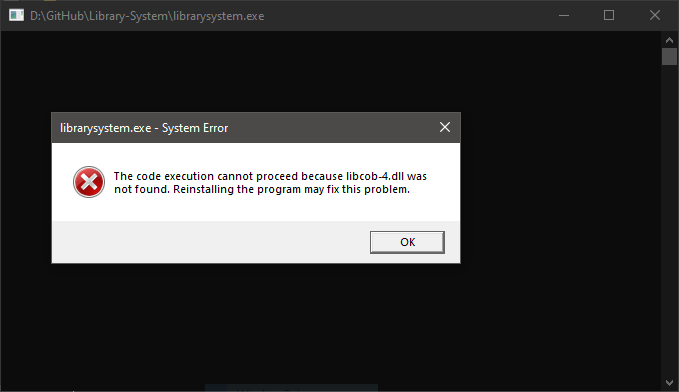 D:\GitHub\Library-System\librarysystem.exe
librarysystem.exe - System Error
The code execution cannot proceed because libcob-4.dll was
not found. Reinstalling the program may fix this problem.
OK